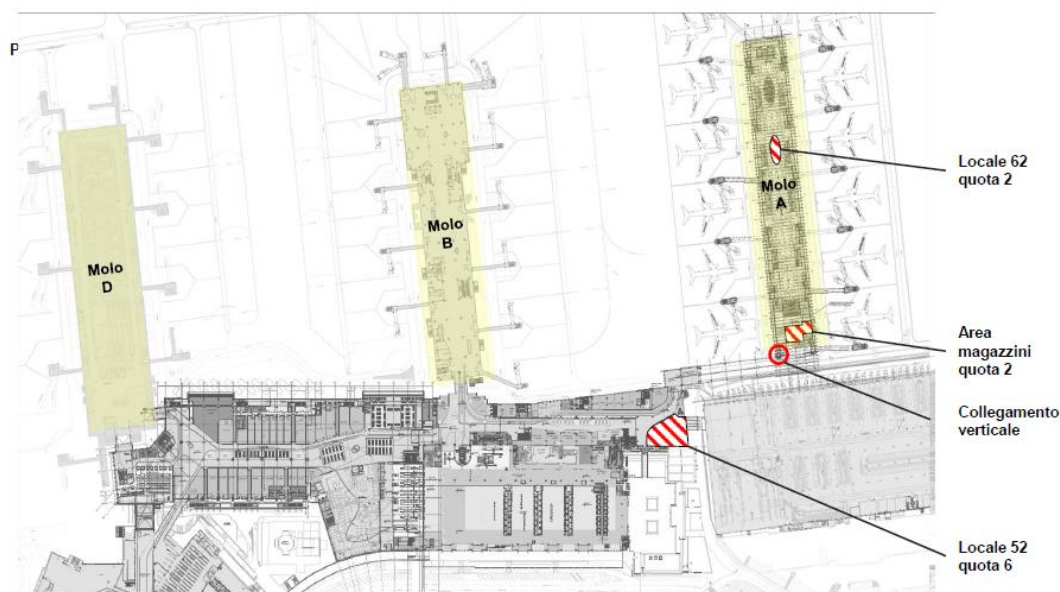 P
Molo
D
Molo
B
Molo
A
Locale 62
quota 2
Area
magazzini
quota 2
Collegamento
verticale
Locale 52
quota 6